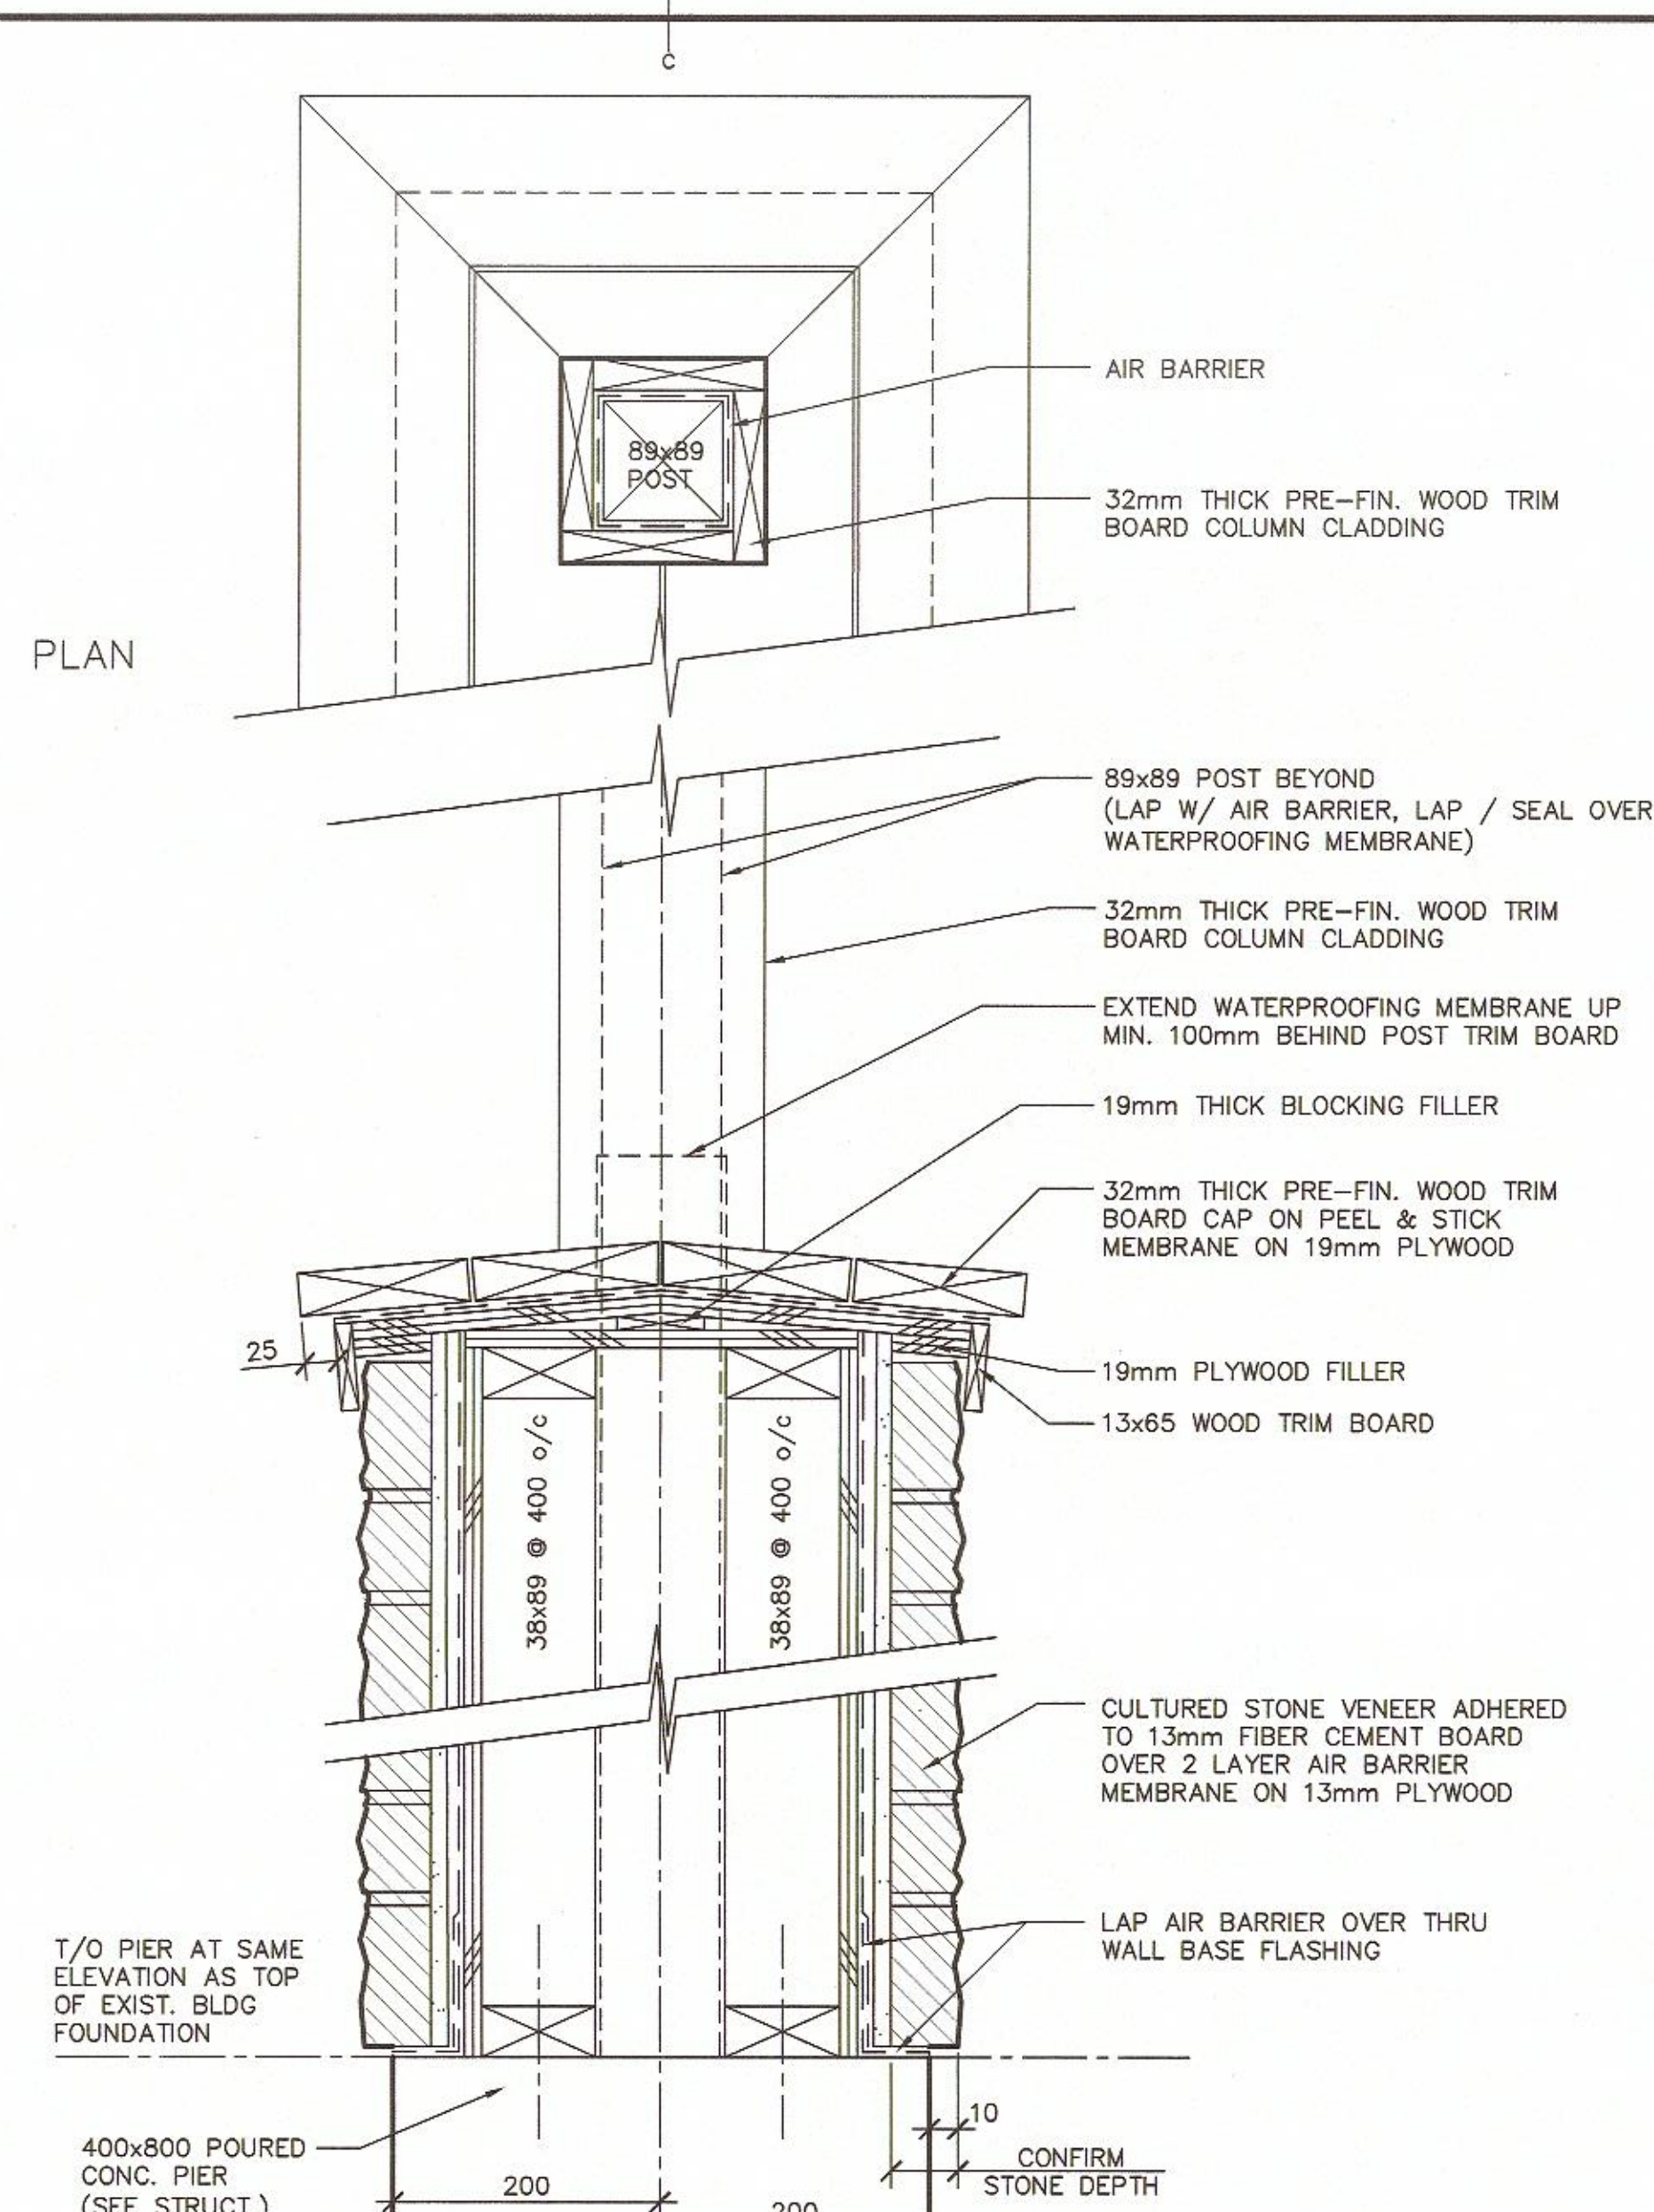 C
AIR BARRIER
89x89
POST
32mm THICK PRE-FIN. WOOD TRIM
BOARD COLUMN CLADDING
PLAN
89x89 POST BEYOND
(LAP W/ AIR BARRIER, LAP / SEAL OVER
WATERPROOFING MEMBRANE)
32mm THICK PRE-FIN. WOOD TRIM
BOARD COLUMN CLADDING
EXTEND WATERPROOFING MEMBRANE UP
MIN. 100mm BEHIND POST TRIM BOARD
19mm THICK BLOCKING FILLER
32mm THICK PRE-FIN. WOOD TRIM
BOARD CAP ON PEEL & STICK
MEMBRANE ON 19mm PLYWOOD
25
19mm PLYWOOD FILLER
13x65 WOOD TRIM BOARD
38x89 @ 400 o/c
38x89 @ 400 o/c
CULTURED STONE VENEER ADHERED
TO 13mm FIBER CEMENT BOARD
OVER 2 LAYER AIR BARRIER
MEMBRANE ON 13mm PLYWOOD
LAP AIR BARRIER OVER THRU
WALL BASE FLASHING
T/O PIER AT SAME
ELEVATION AS TOP
OF EXIST. BLDG
FOUNDATION
10
400x800 POURED
CONC. PIER
(SEE STRUCT.)
CONFIRM
STONE DEPTH
200
200